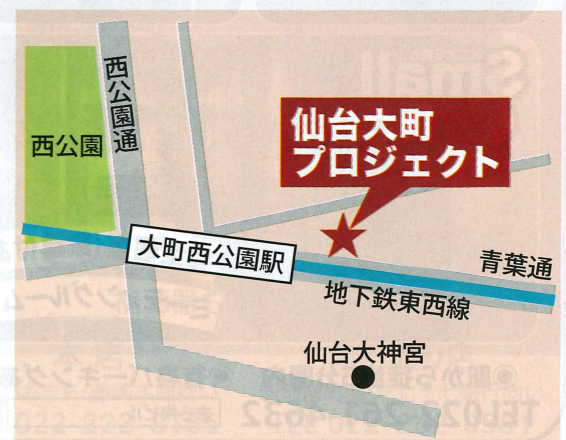 西公園通
西公園
仙台大町
プロジェクト
大町西公園駅
青葉通
地下鉄東西線
仙台大神宮
Small